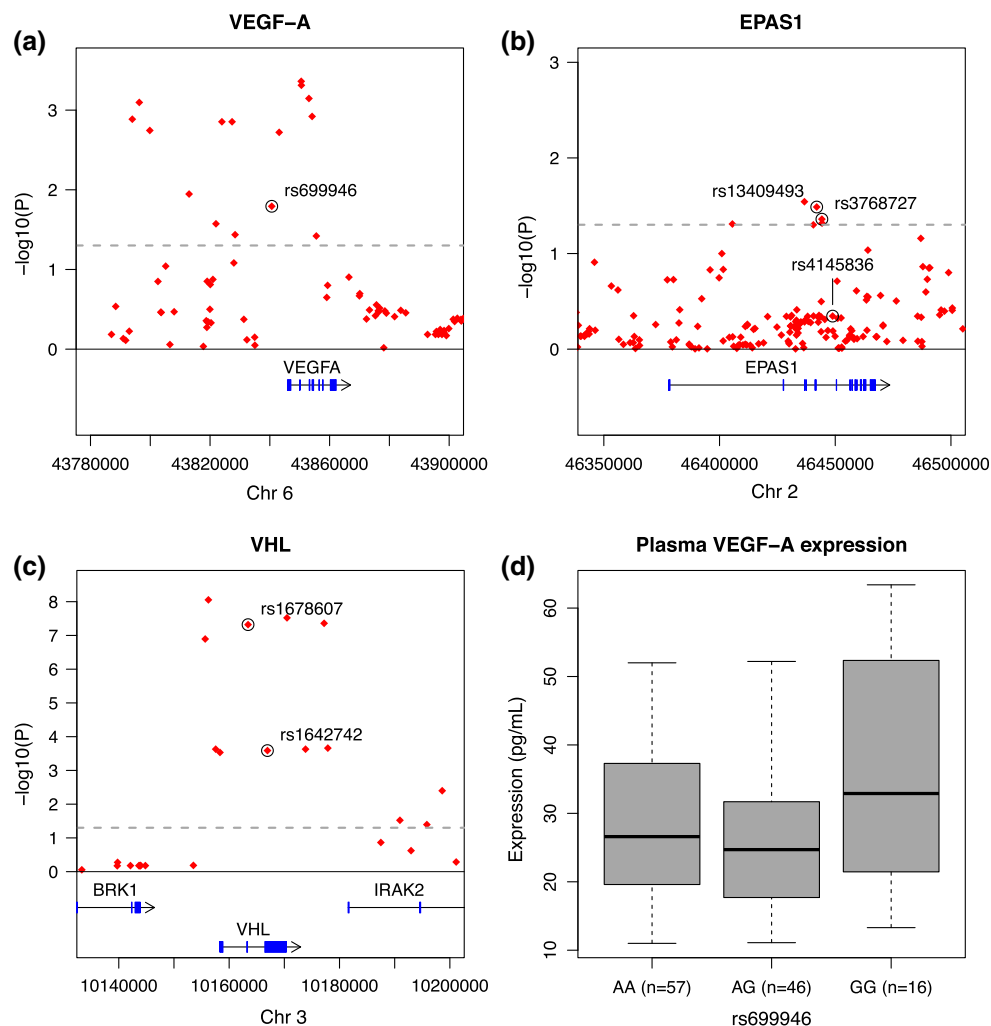 (a)
VEGF−A
−log10(P)
3
2
1
0
rs699946
VEGFA
43780000 43820000 43860000 43900000
Chr 6
(b)
EPAS1
−log10(P)
3
2
1
0
rs13409493
rs3768727
rs4145836
EPAS1
46350000 46400000 46450000 46500000
Chr 2
(c)
VHL
−log10(P)
8
7
6
5
4
3
2
1
0
rs1678607
rs1642742
BRK1
IRAK2
VHL
10140000 10160000 10180000 10200000
Chr 3
(d)
Plasma VEGF−A expression
Expression (pg/mL)
60
50
40
30
20
10
AA (n=57) AG (n=46) GG (n=16)
rs699946